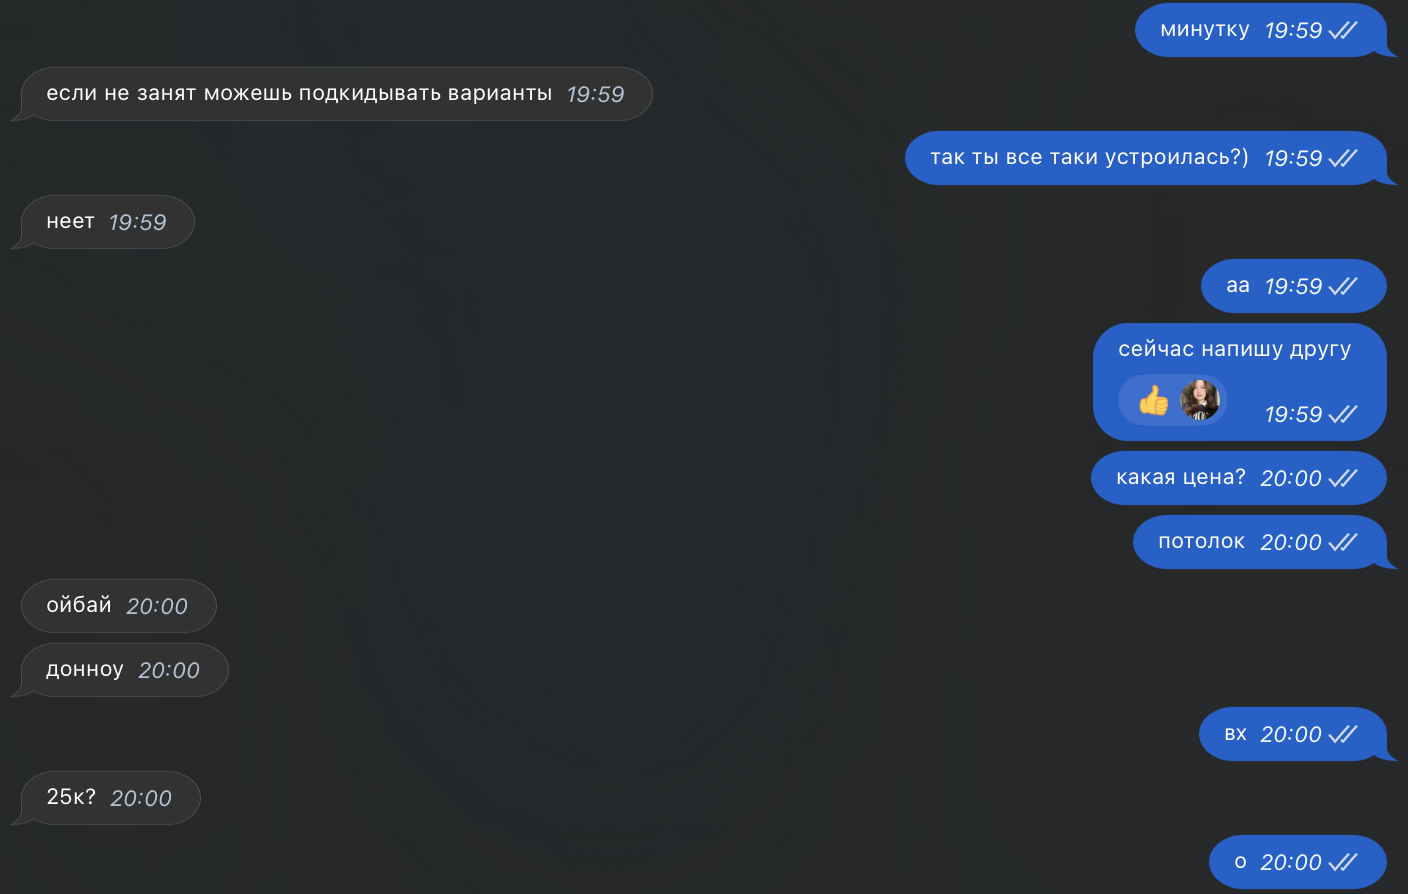 минутку 19:59
если не занят можешь подкидывать варианты 19:59
так ты все таки устроилась?) 19:59
неет 19:59
аа 19:59
сейчас напишу другу
19:59
какая цена? 20:00
потолок 20:00
ойбай 20:00
донноу 20:00
вх 20:00
25к? 20:00
о 20:00